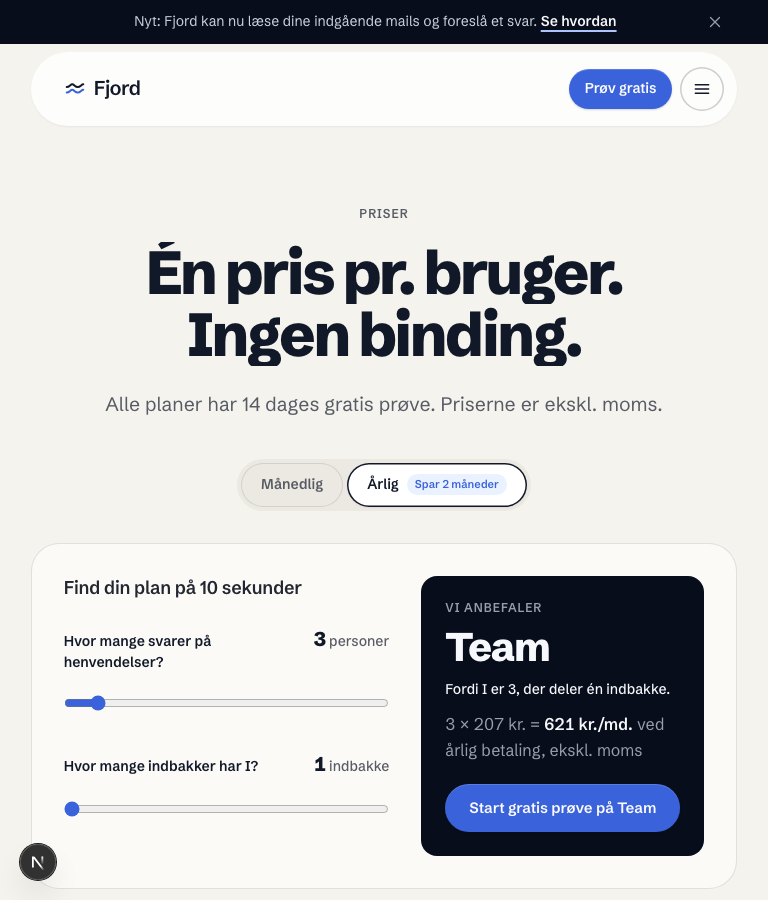 Nyt: Fjord kan nu læse dine indgående mails og foreslå et svar. Se hvordan
Fjord
Prøv gratis
PRISER
Én pris pr. bruger.
Ingen binding.
Alle planer har 14 dages gratis prøve. Priserne er ekskl. moms.
Månedlig
Årlig
Spar 2 måneder
Find din plan på 10 sekunder
Hvor mange svarer på
henvendelser?
3 personer
Hvor mange indbakker har I?
1 indbakke
VI ANBEFALER
Team
Fordi I er 3, der deler én indbakke.
3 × 207 kr. = 621 kr./md. ved
årlig betaling, ekskl. moms
Start gratis prøve på Team
N